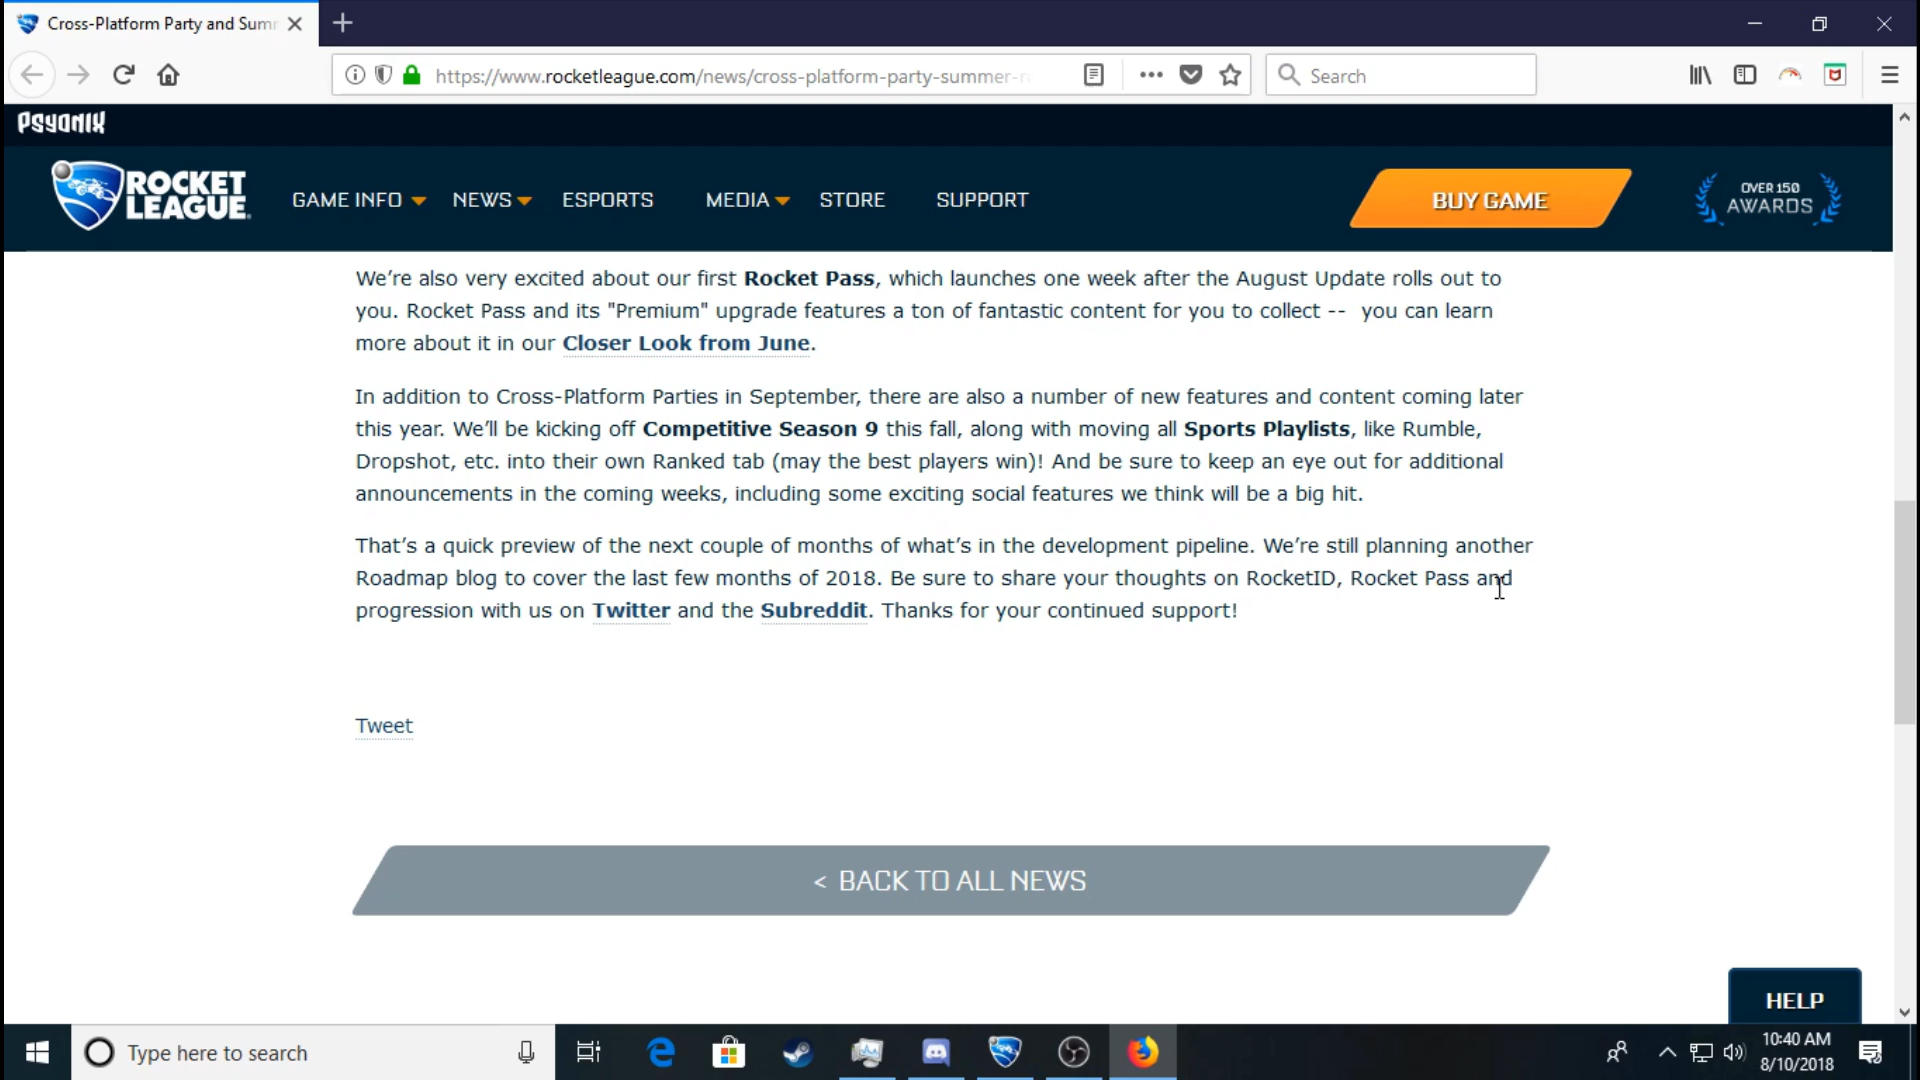 Cross-Platform Party and Sum
https://www.rocketleague.com/news/cross-platform-party-summer-r
Search
PSYONIX
ROCKET
LEAGUE
GAME INFO
NEWS
ESPORTS
MEDIA
STORE
SUPPORT
BUY GAME
OVER 150
AWARDS
We’re also very excited about our first Rocket Pass, which launches one week after the August Update rolls out to
you. Rocket Pass and its "Premium" upgrade features a ton of fantastic content for you to collect -- you can learn
more about it in our Closer Look from June.
In addition to Cross-Platform Parties in September, there are also a number of new features and content coming later
this year. We’ll be kicking off Competitive Season 9 this fall, along with moving all Sports Playlists, like Rumble,
Dropshot, etc. into their own Ranked tab (may the best players win)! And be sure to keep an eye out for additional
announcements in the coming weeks, including some exciting social features we think will be a big hit.
That’s a quick preview of the next couple of months of what’s in the development pipeline. We’re still planning another
Roadmap blog to cover the last few months of 2018. Be sure to share your thoughts on RocketID, Rocket Pass and
progression with us on Twitter and the Subreddit. Thanks for your continued support!
Tweet
< BACK TO ALL NEWS
HELP
Type here to search
10:40 AM
8/10/2018